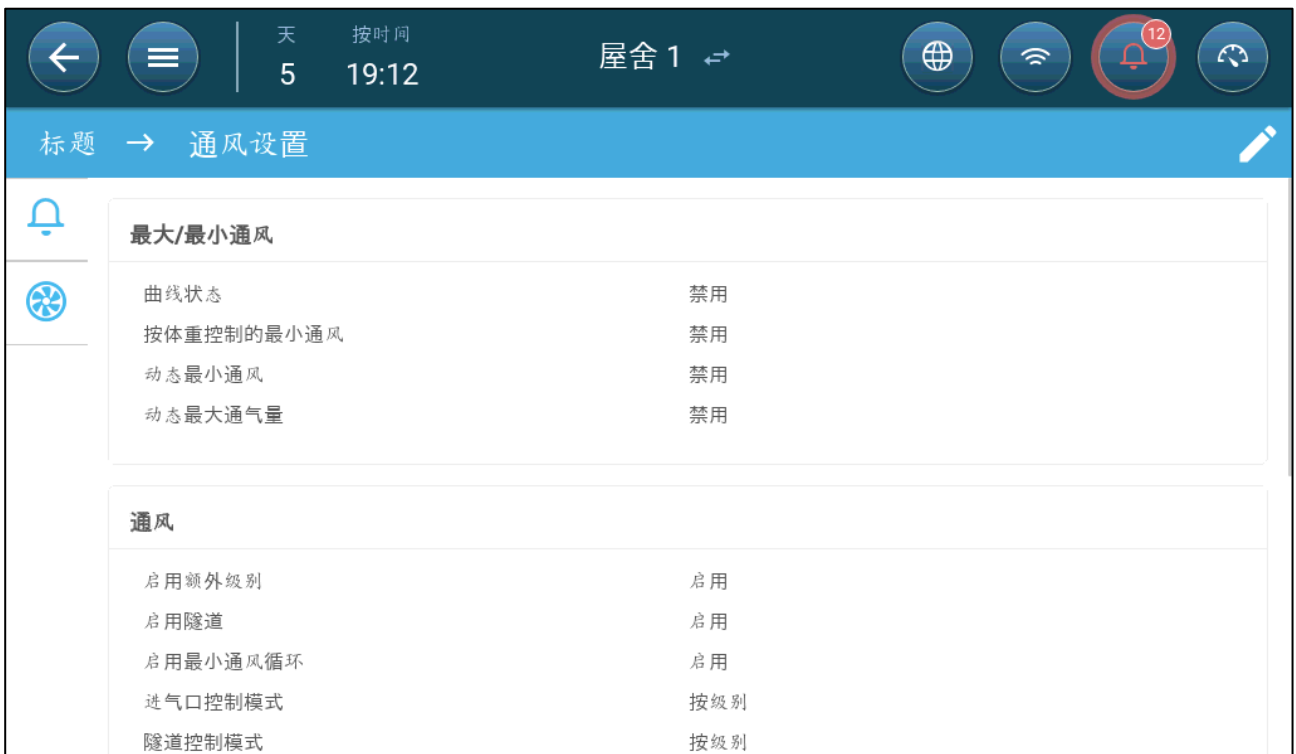 天 按时间
5 19:12
屋舍 1
12
标题 → 通风设置
最大/最小通风
曲线状态 禁用
按体重控制的最小通风 禁用
动态最小通风 禁用
动态最大通气量 禁用
通风
启用额外级别 启用
启用隧道 启用
启用最小通风循环 启用
进气口控制模式 按级别
隧道控制模式 按级别